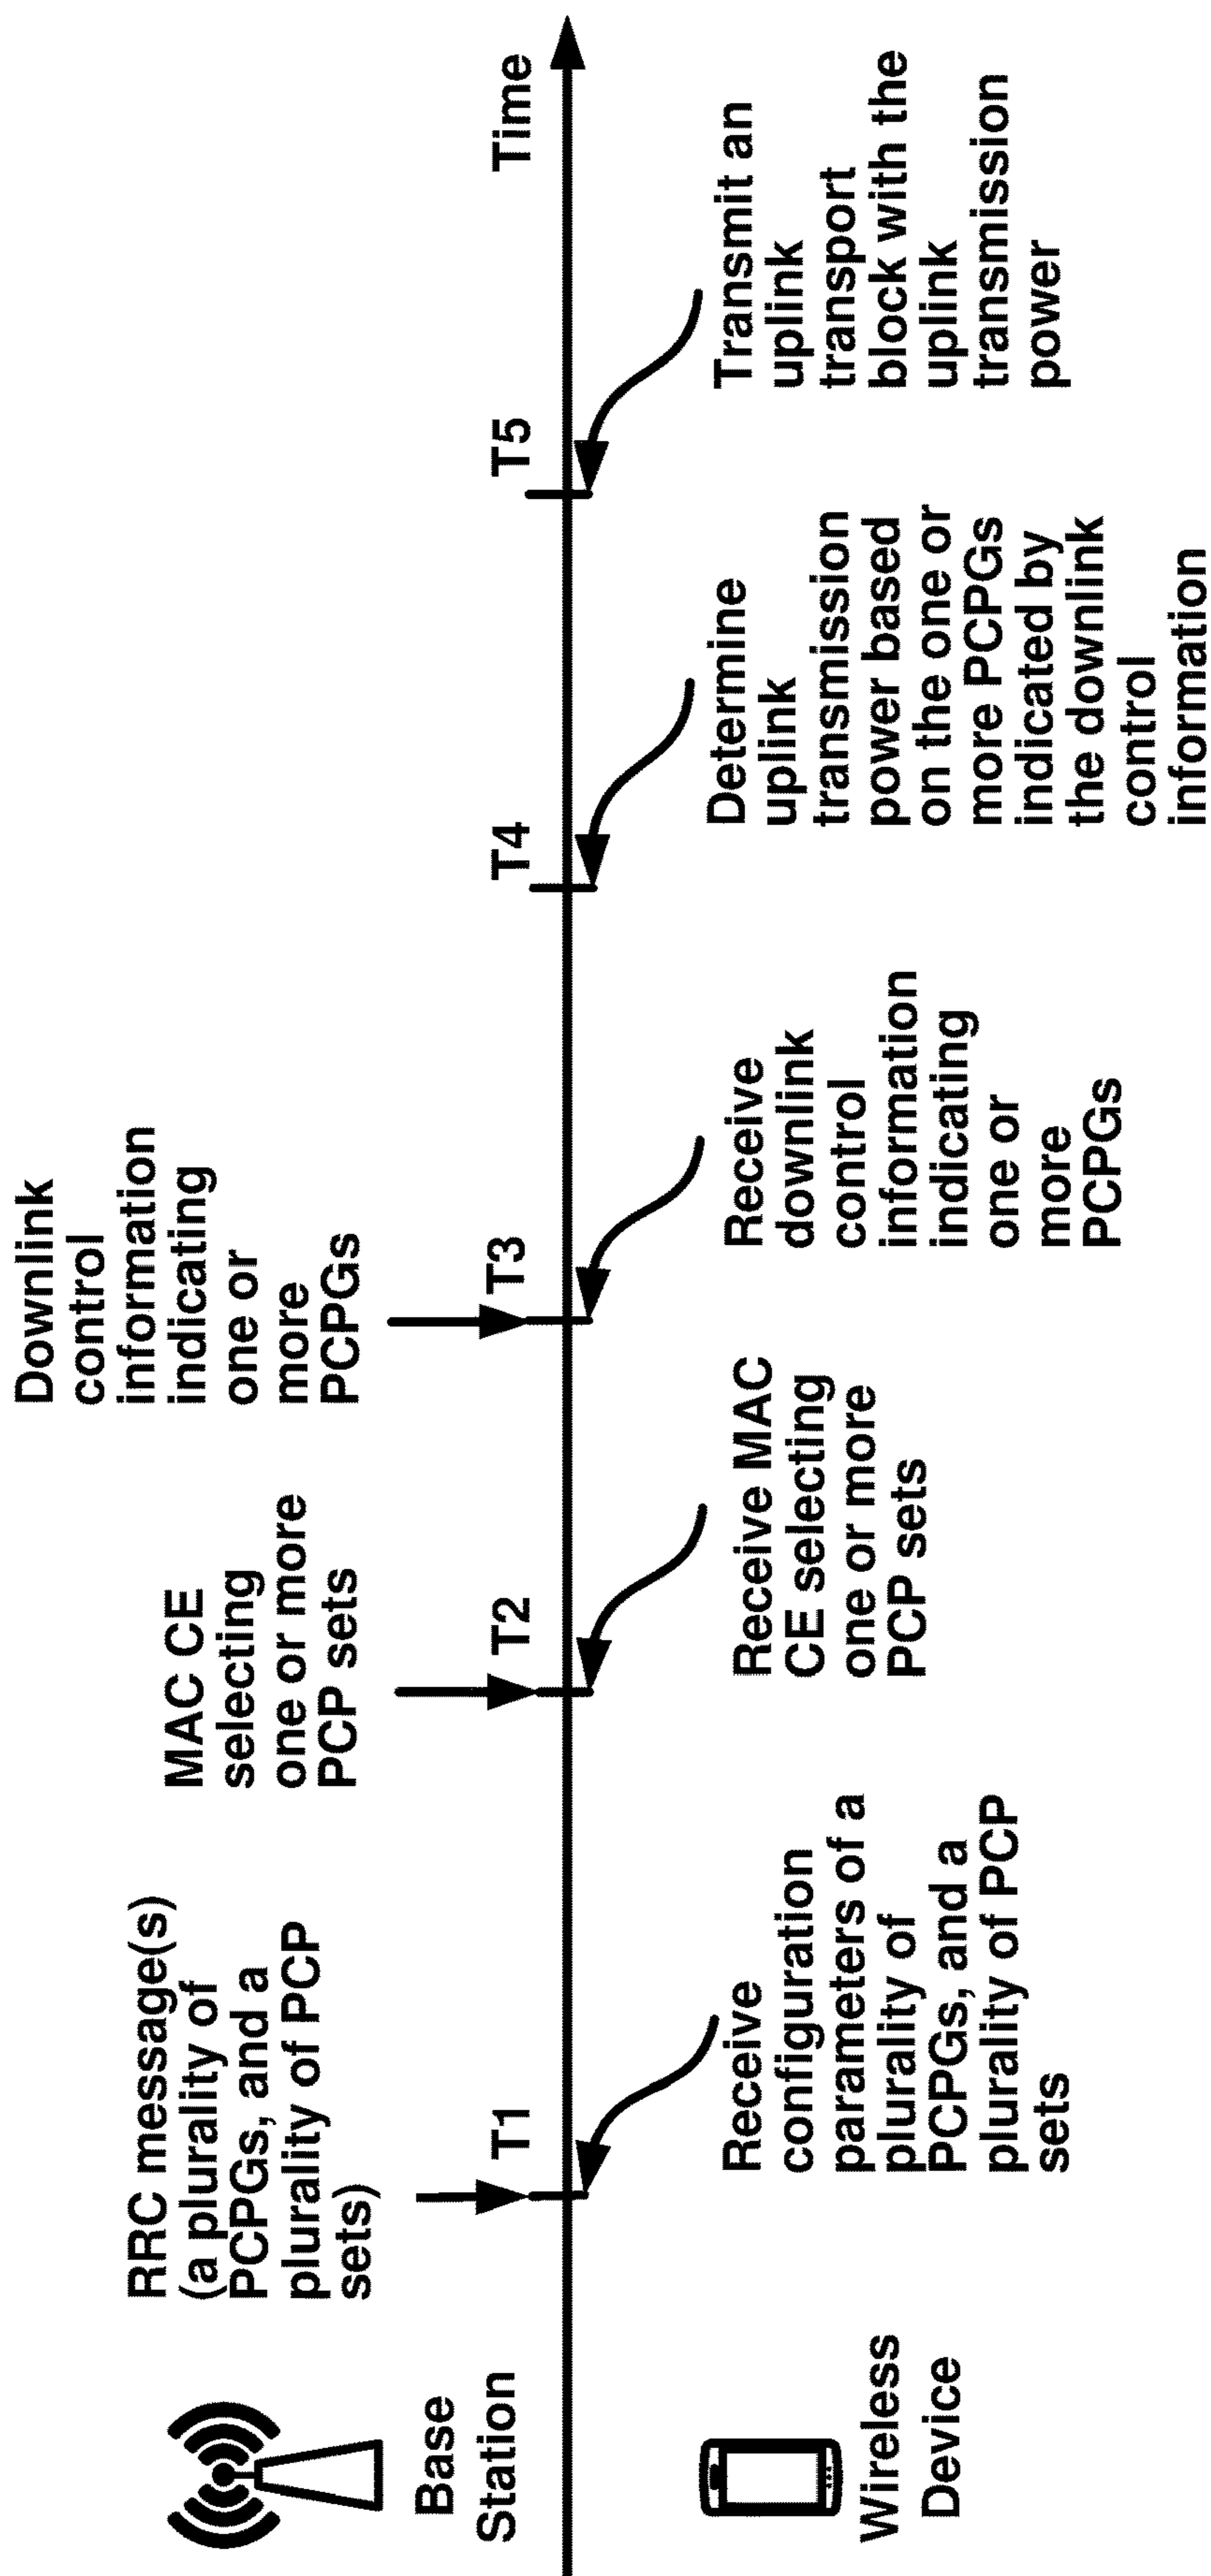 RRC message(s)
(a plurality of
PCPGs, and a
plurality of PCP
sets)
MAC CE
selecting
one or more
PCP sets
Downlink
control
information
indicating
one or
more
PCPGs
Base
Station
T1
T2
T3
T4
T5
Time
Wireless
Device
Receive
configuration
parameters of a
plurality of
PCPGs, and a
plurality of PCP
sets
Receive MAC
CE selecting
one or more
PCP sets
Receive
downlink
control
information
indicating
one or
more
PCPGs
Determine
uplink
transmission
power based
on the one or
more PCPGs
indicated by
the downlink
control
information
Transmit an
uplink
transport
block with the
uplink
transmission
power